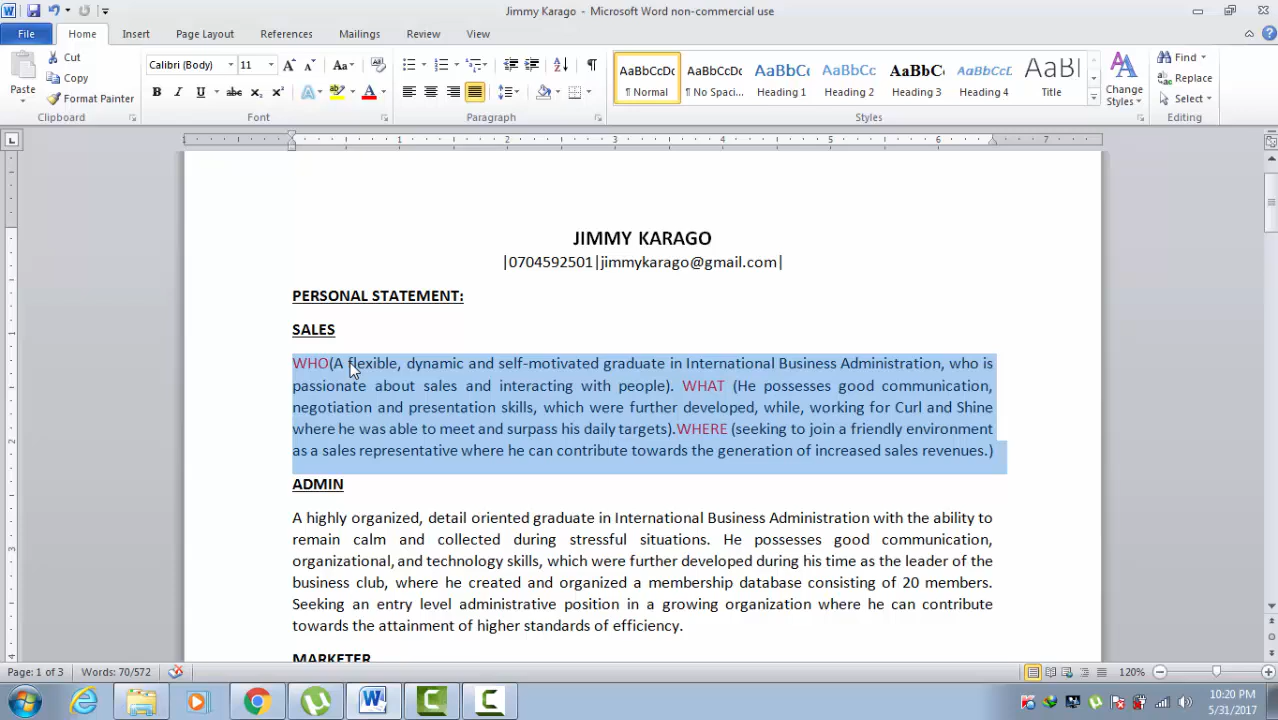 Jimmy Karago - Microsoft Word non-commercial use
File Home Insert Page Layout References Mailings Review View
Cut
Copy
Format Painter
Paste
Calibri (Body) 11
AaBbCcDc AaBbCcDc AaBbCc AaBbCc AaBbCc AaBbCcI AaBl
¶ Normal ¶ No Spaci... Heading 1 Heading 2 Heading 3 Heading 4 Title
Change
Styles
Find
Replace
Select
Clipboard Font Paragraph Styles Editing
1 1 2 3 4 5 6 7
JIMMY KARAGO
|0704592501|jimmykarago@gmail.com|
PERSONAL STATEMENT:
SALES
WHO(A flexible, dynamic and self-motivated graduate in International Business Administration, who is
passionate about sales and interacting with people). WHAT (He possesses good communication,
negotiation and presentation skills, which were further developed, while, working for Curl and Shine
where he was able to meet and surpass his daily targets).WHERE (seeking to join a friendly environment
as a sales representative where he can contribute towards the generation of increased sales revenues.)
ADMIN
A highly organized, detail oriented graduate in International Business Administration with the ability to
remain calm and collected during stressful situations. He possesses good communication,
organizational, and technology skills, which were further developed during his time as the leader of the
business club, where he created and organized a membership database consisting of 20 members.
Seeking an entry level administrative position in a growing organization where he can contribute
towards the attainment of higher standards of efficiency.
MARKETER
Page: 1 of 3 Words: 70/572 120%
10:20 PM
5/31/2017